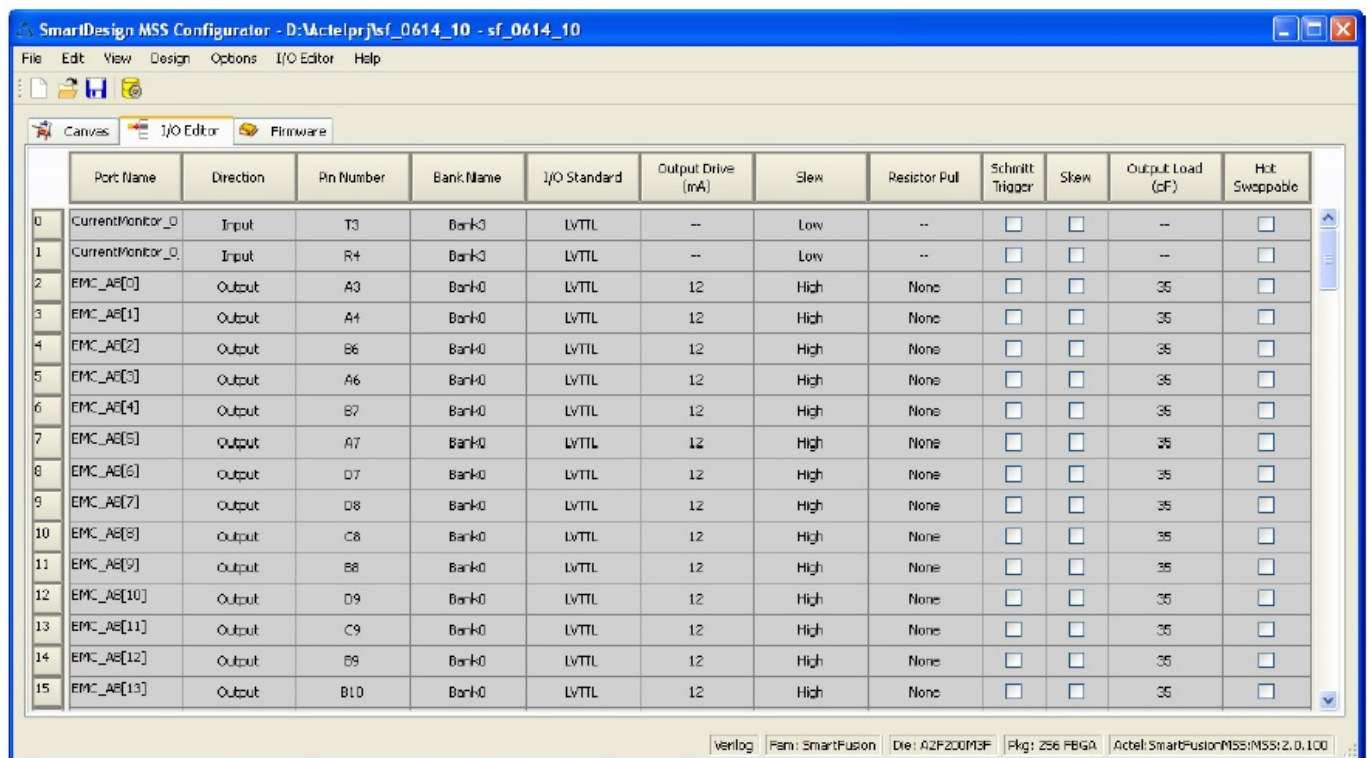 SmartDesign MSS Configurator - D:\Actelprj\sf_0614_10 - sf_0614_10
File Edit View Design Options I/O Editor Help
Canvas I/O Editor Firmware
Port Name Direction Pin Number Bank Name I/O Standard Output Drive (mA) Slew Resistor Pull Schmitt Trigger Skew Output Load (pF) Hot Swappable
0 CurrentMonitor_0 Input T3 Bank3 LVTTL -- Low -- --
1 CurrentMonitor_0 Input R4 Bank3 LVTTL -- Low -- --
2 EMC_AB[0] Output A3 Bank0 LVTTL 12 High None 35
3 EMC_AB[1] Output A4 Bank0 LVTTL 12 High None 35
4 EMC_AB[2] Output B6 Bank0 LVTTL 12 High None 35
5 EMC_AB[3] Output A6 Bank0 LVTTL 12 High None 35
6 EMC_AB[4] Output B7 Bank0 LVTTL 12 High None 35
7 EMC_AB[5] Output A7 Bank0 LVTTL 12 High None 35
8 EMC_AB[6] Output D7 Bank0 LVTTL 12 High None 35
9 EMC_AB[7] Output D8 Bank0 LVTTL 12 High None 35
10 EMC_AB[8] Output C8 Bank0 LVTTL 12 High None 35
11 EMC_AB[9] Output B8 Bank0 LVTTL 12 High None 35
12 EMC_AB[10] Output D9 Bank0 LVTTL 12 High None 35
13 EMC_AB[11] Output C9 Bank0 LVTTL 12 High None 35
14 EMC_AB[12] Output B9 Bank0 LVTTL 12 High None 35
15 EMC_AB[13] Output B10 Bank0 LVTTL 12 High None 35
Verilog Fam: SmartFusion Die: A2F200M3F Pkg: 256 FBGA Actel:SmartFusionMSS:MSS:2.0.100